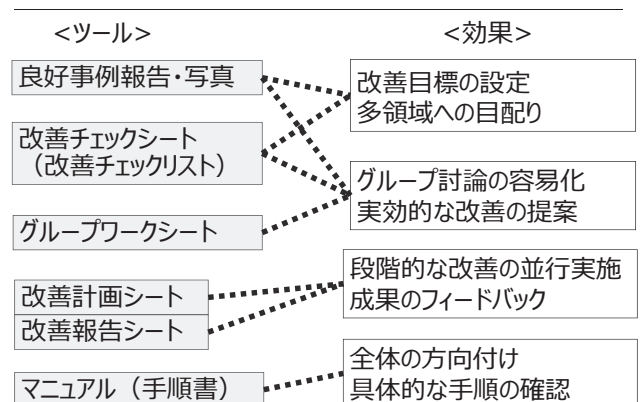 <ツール>
<効果>
良好事例報告・写真
改善目標の設定
多領域への目配り
改善チェックシート
（改善チェックリスト）
グループ討論の容易化
実効的な改善の提案
グループワークシート
段階的な改善の並行実施
成果のフィードバック
改善計画シート
改善報告シート
全体の方向付け
具体的な手順の確認
マニュアル（手順書）